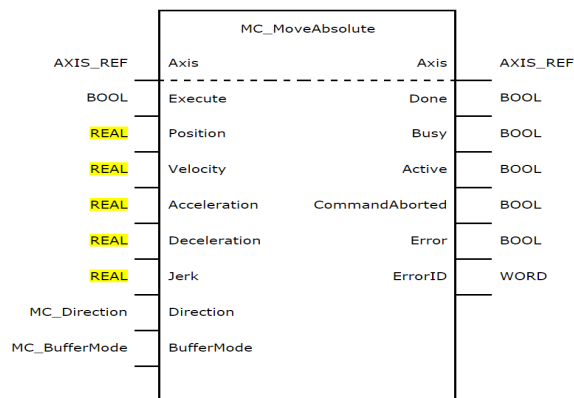 MC_MoveAbsolute
AXIS_REF Axis Axis AXIS_REF
BOOL Execute Done BOOL
REAL Position Busy BOOL
REAL Velocity Active BOOL
REAL Acceleration CommandAborted BOOL
REAL Deceleration Error BOOL
REAL Jerk ErrorID WORD
MC_Direction Direction
MC_BufferMode BufferMode